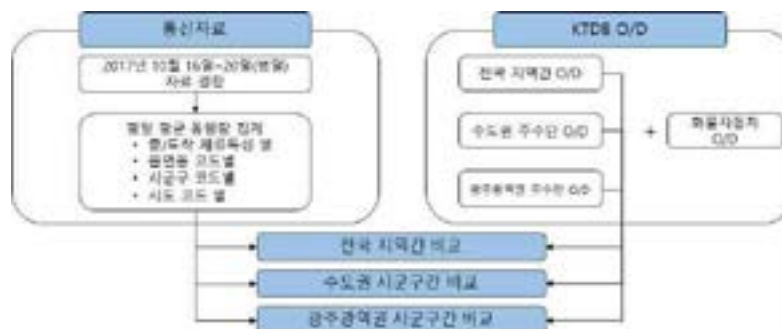 통신자료
2017년 10월 16일~20일(평일)
자료 결합
평일 평균 통행량 집계
• 출/도착 체류특성 별
• 읍면동 코드별
• 시군구 코드별
• 시도 코드 별
KTDB O/D
전국 지역간 O/D
수도권 주수단 O/D
광주광역권 주수단 O/D
+
화물자동차
O/D
전국 지역간 비교
수도권 시군구간 비교
광주광역권 시군구간 비교